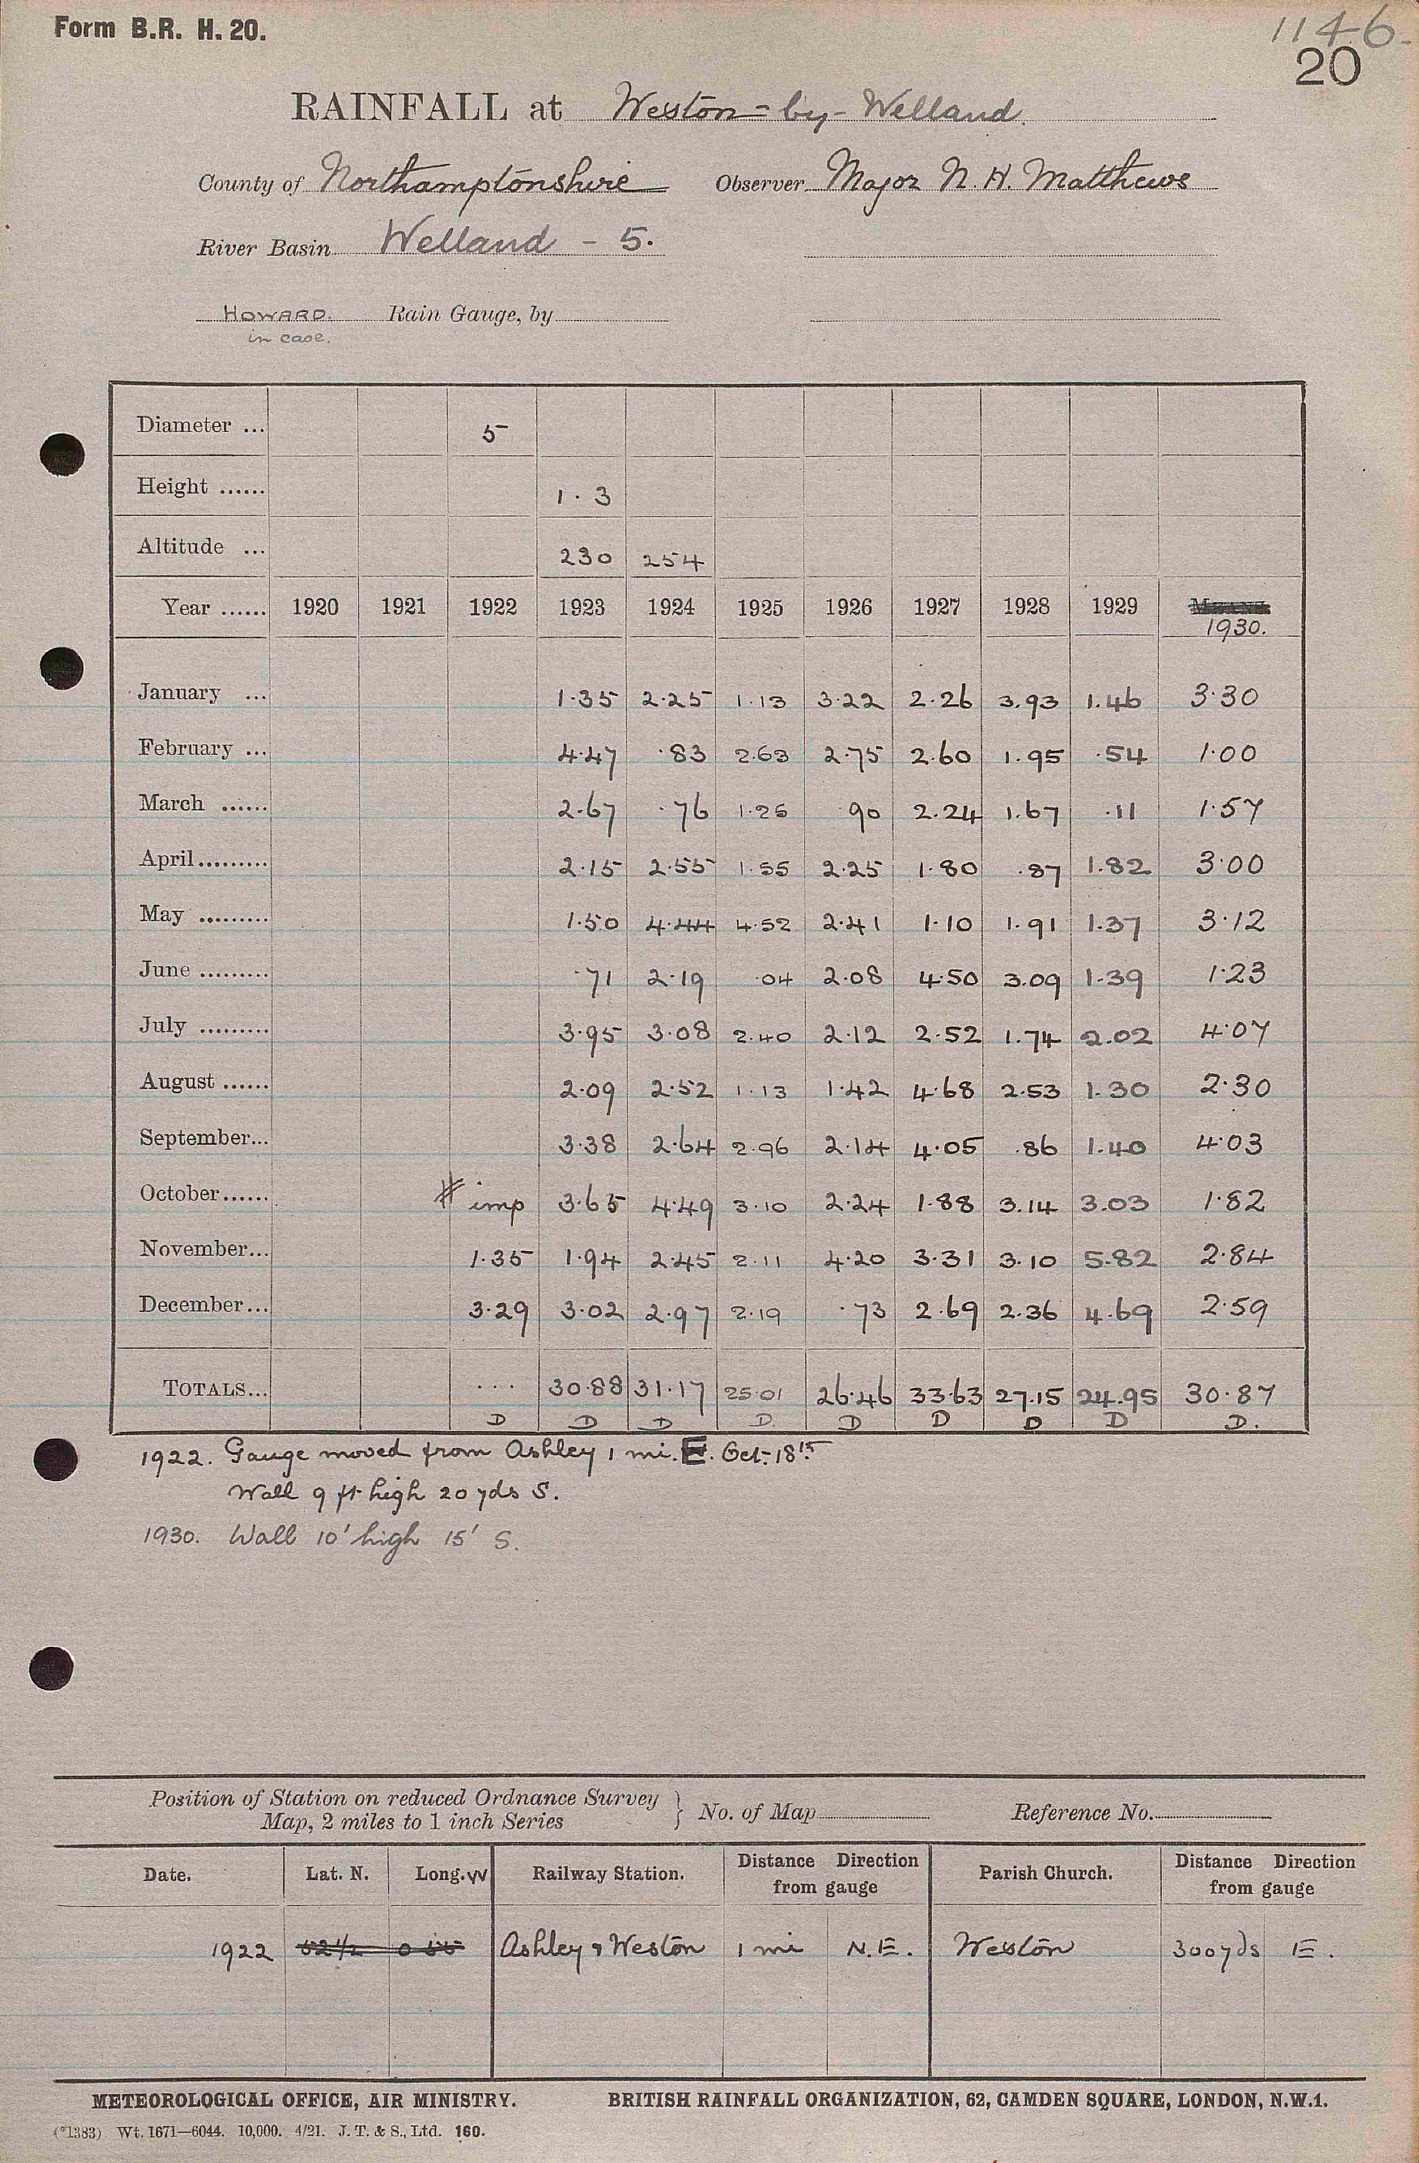 Form B.R. H. 20.
1146
20
RAINFALL at Weston-by-Welland
County of Northamptonshire Observer Major N. H. Matthews
River Basin Welland - 5.
HOWARD. Rain Gauge, by
in case.
Diameter ... 5
Height ...... 1.3
Altitude ... 230 254
Year ...... 1920 1921 1922 1923 1924 1925 1926 1927 1928 1929 1930.
January ... 1.35 2.25 1.13 3.22 2.26 3.93 1.46 3.30
February ... 4.47 .83 2.63 2.75 2.60 1.95 .54 1.00
March ...... 2.67 .76 1.25 .90 2.24 1.67 .11 1.57
April......... 2.15 2.55 1.55 2.25 1.80 .87 1.82 3.00
May ......... 1.50 4.44 4.52 2.41 1.10 1.91 1.37 3.12
June ......... .71 2.19 .04 2.08 4.50 3.09 1.39 1.23
July ......... 3.95 3.08 2.40 2.12 2.52 1.74 2.02 4.07
August ...... 2.09 2.52 1.13 1.42 4.68 2.53 1.30 2.30
September... 3.38 2.64 2.96 2.14 4.05 .86 1.40 4.03
October...... # imp 3.65 4.49 3.10 2.24 1.88 3.14 3.03 1.82
November... 1.35 1.94 2.45 2.11 4.20 3.31 3.10 5.82 2.84
December... 3.29 3.02 2.97 2.19 .73 2.69 2.36 4.69 2.59
TOTALS... ... 30.88 31.17 25.01 26.46 33.63 27.15 24.95 30.87
D D D D. D D D D D.
1922. Gauge moved from Ashley 1 mi. E. Oct. 18th
Wall 9 ft high 20 yds S.
1930. Wall 10' high 15' S.
Position of Station on reduced Ordnance Survey
Map, 2 miles to 1 inch Series } No. of Map Reference No.
Date. Lat. N. Long. W Railway Station. Distance Direction from gauge Parish Church. Distance Direction from gauge
1922 52 1/2 0 55 Ashley & Weston 1 mi N.E. Weston 300 yds E.
METEOROLOGICAL OFFICE, AIR MINISTRY. BRITISH RAINFALL ORGANIZATION, 62, CAMDEN SQUARE, LONDON, N.W.1.
(*1383) Wt. 1671—6044. 10,000. 4/21. J. T. & S., Ltd. 160.